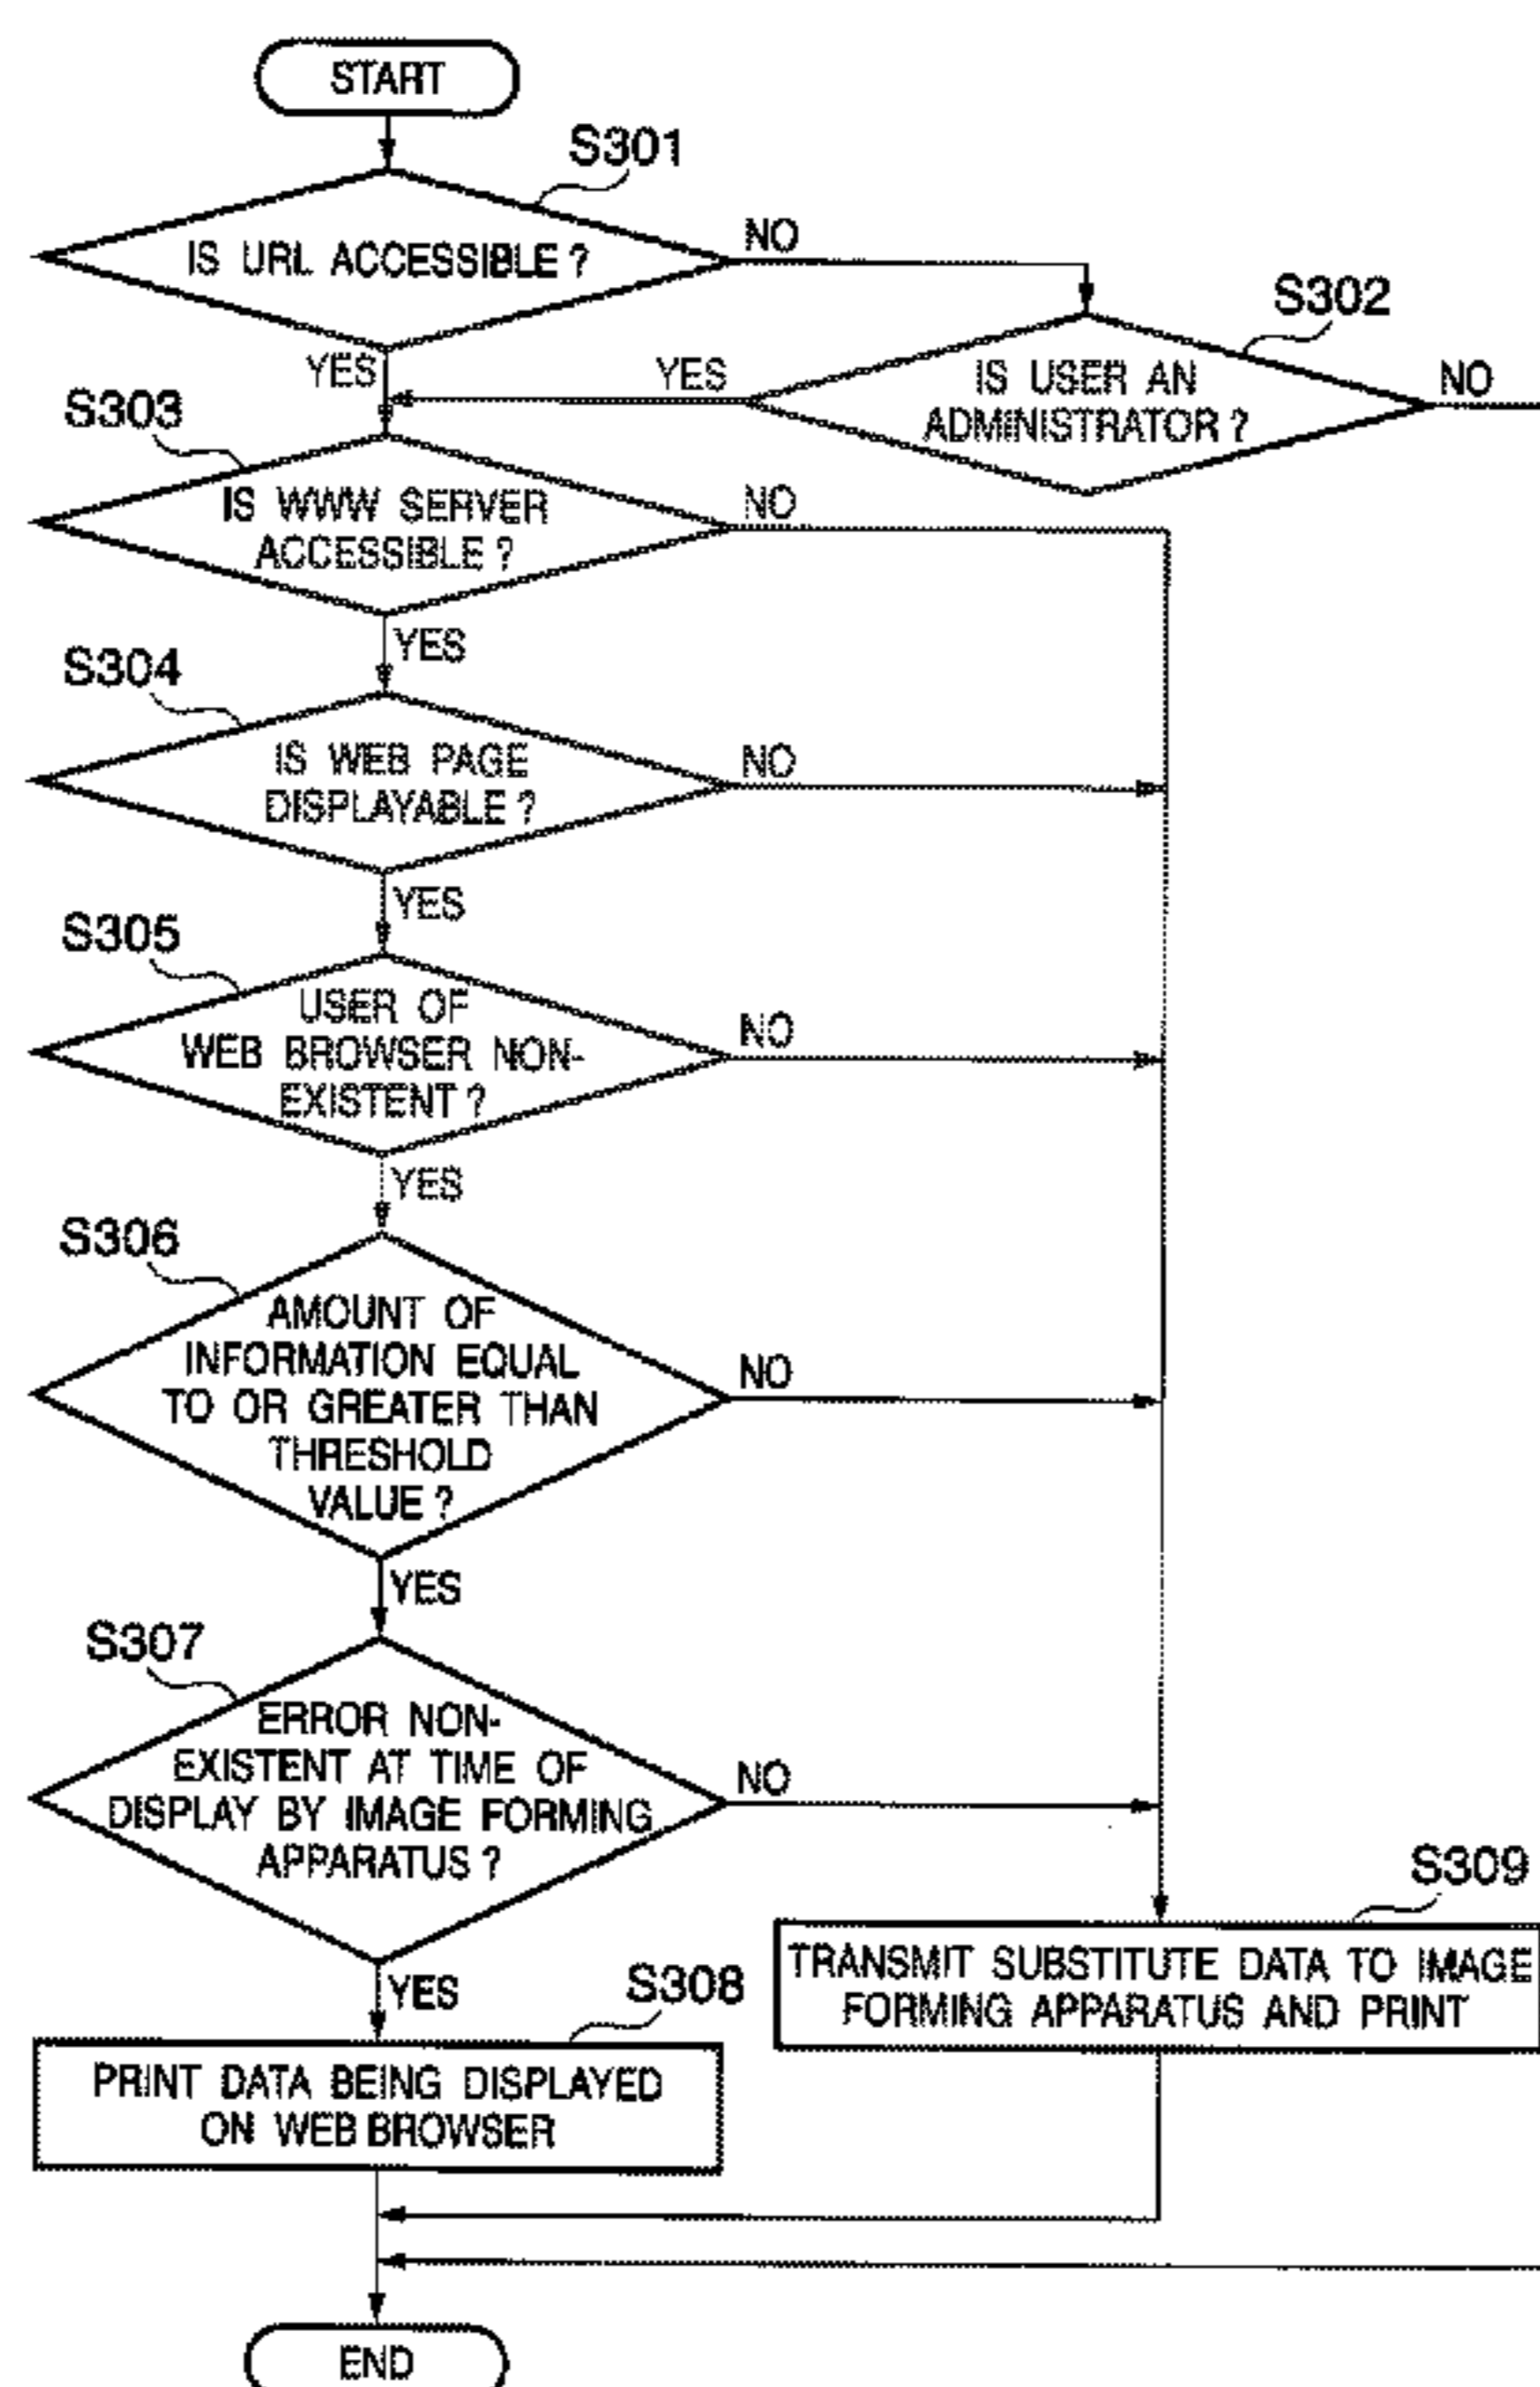 START
S301
IS URL ACCESSIBLE ?
NO
S302
YES
YES
IS USER AN
ADMINISTRATOR ?
NO
S303
IS WWW SERVER
ACCESSIBLE ?
NO
YES
S304
IS WEB PAGE
DISPLAYABLE ?
NO
YES
S305
USER OF
WEB BROWSER NON-
EXISTENT ?
NO
YES
S306
AMOUNT OF
INFORMATION EQUAL
TO OR GREATER THAN
THRESHOLD
VALUE ?
NO
YES
S307
ERROR NON-
EXISTENT AT TIME OF
DISPLAY BY IMAGE FORMING
APPARATUS ?
NO
YES
S309
TRANSMIT SUBSTITUTE DATA TO IMAGE
FORMING APPARATUS AND PRINT
S308
PRINT DATA BEING DISPLAYED
ON WEB BROWSER
END